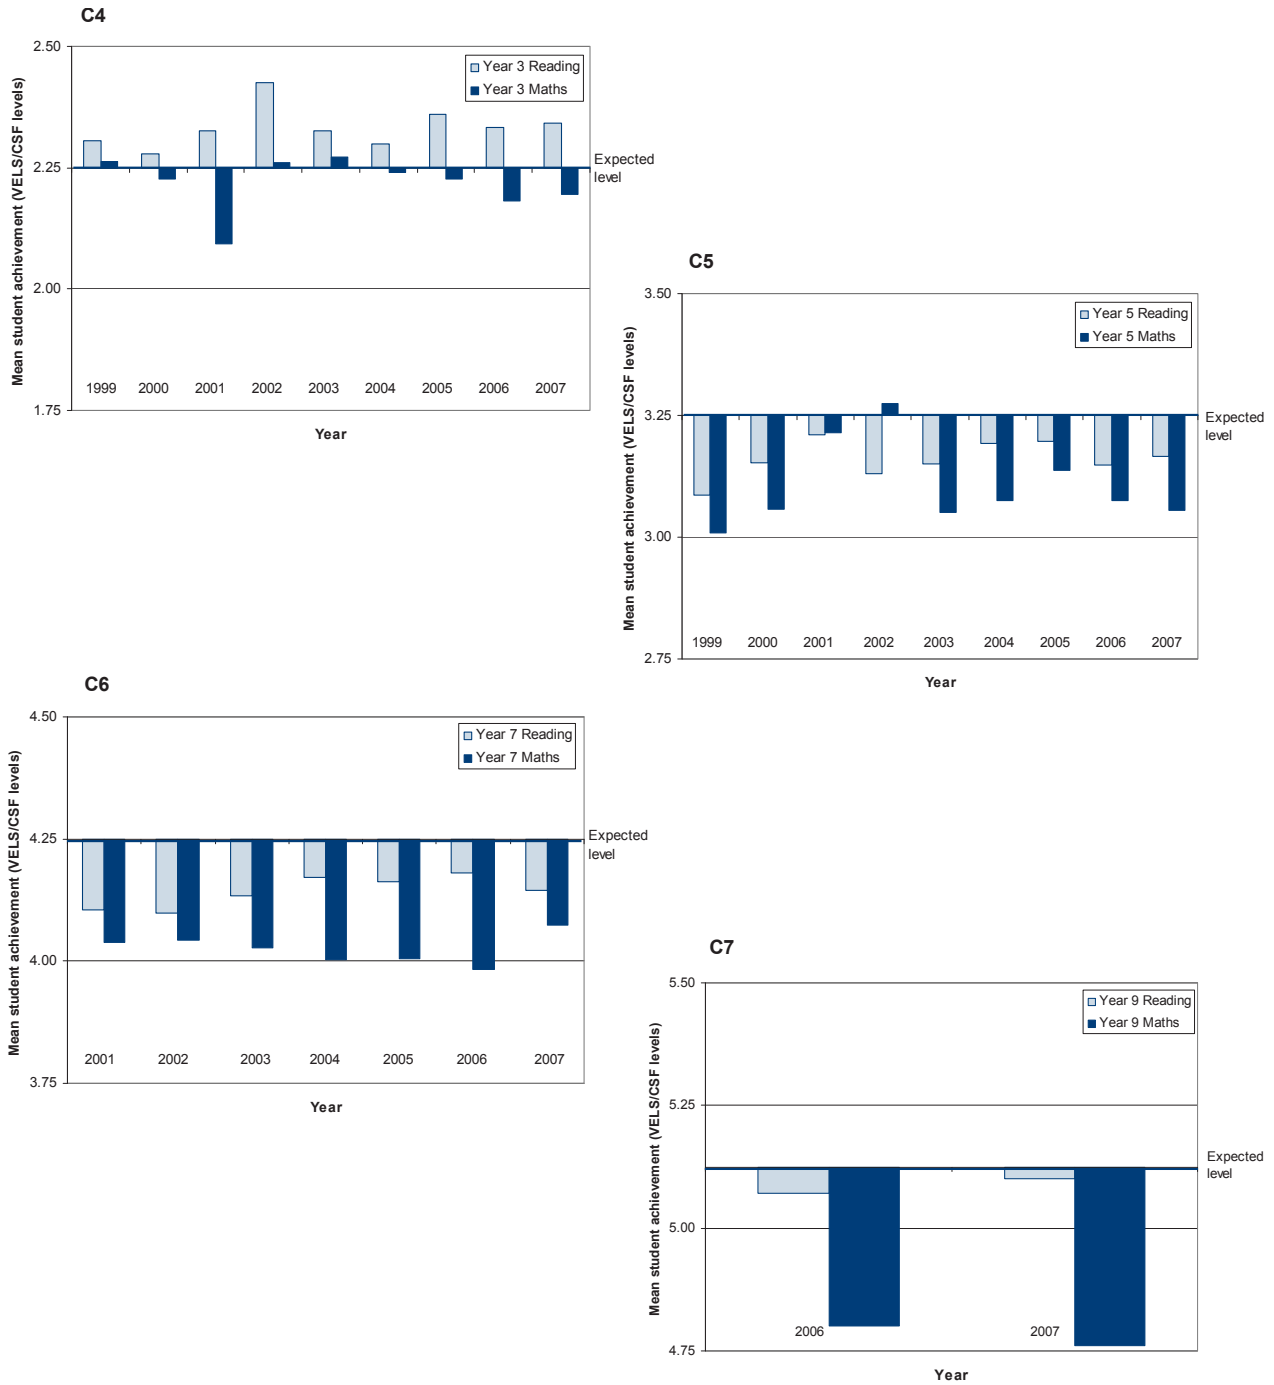 C4
Mean student achievement (VELS/CSF levels)
2.50
2.25
2.00
1.75
Year 3 Reading
Year 3 Maths
Expected
level
1999 2000 2001 2002 2003 2004 2005 2006 2007
Year
C5
Mean student achievement (VELS/CSF levels)
3.50
3.25
3.00
2.75
Year 5 Reading
Year 5 Maths
Expected
level
1999 2000 2001 2002 2003 2004 2005 2006 2007
Year
C6
Mean student achievement (VELS/CSF levels)
4.50
4.25
4.00
3.75
Year 7 Reading
Year 7 Maths
Expected
level
2001 2002 2003 2004 2005 2006 2007
Year
C7
Mean student achievement (VELS/CSF levels)
5.50
5.25
5.00
4.75
Year 9 Reading
Year 9 Maths
Expected
level
2006 2007
Year